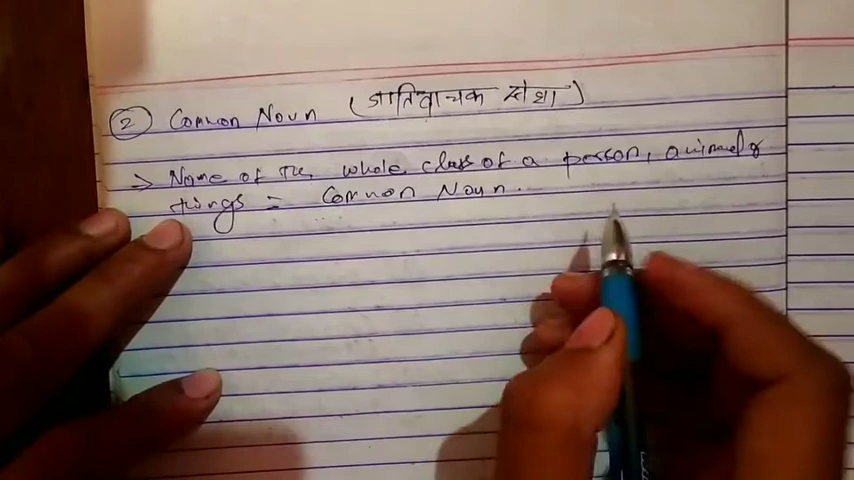 ② Common Noun (जातिवाचक संज्ञा)
→ Name of the whole class of a person, animal &
things = Common Noun.